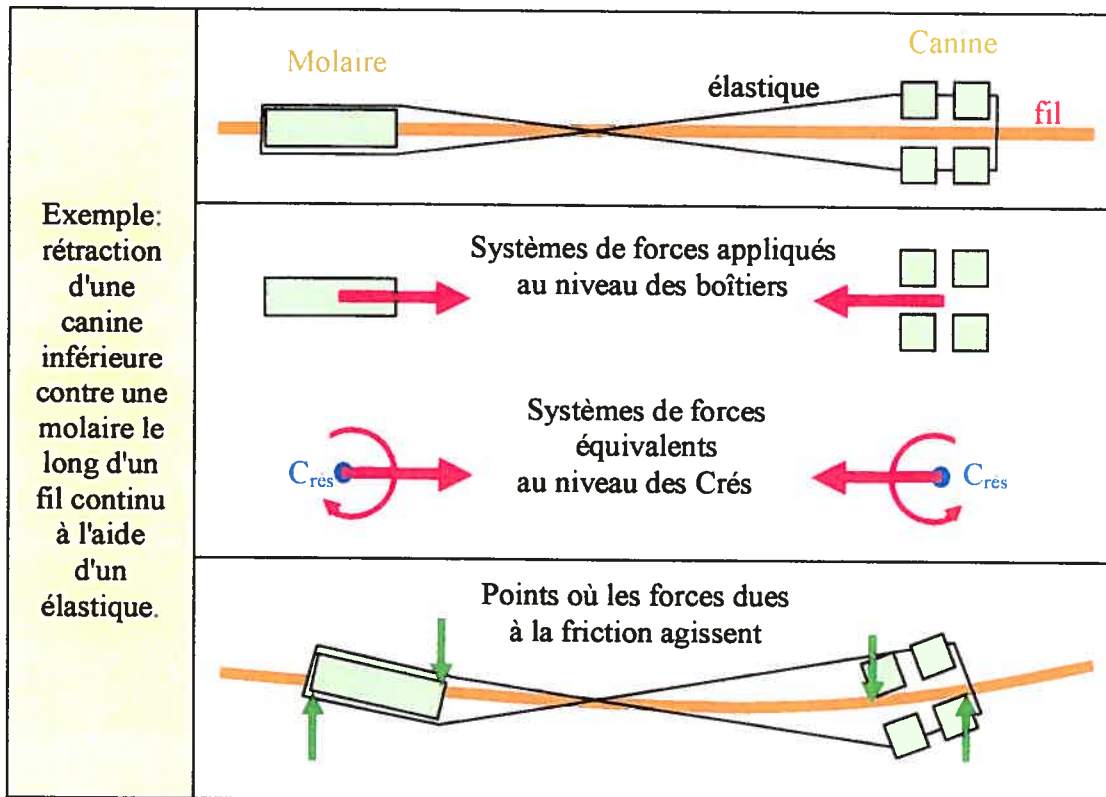 Exemple:
rétraction
d'une
canine
inférieure
contre une
molaire le
long d'un
fil continu
à l'aide
d'un
élastique.
Molaire
Canine
élastique
fil
Systèmes de forces appliqués
au niveau des boîtiers
Systèmes de forces
équivalents
au niveau des Crés
Crés
Crés
Points où les forces dues
à la friction agissent